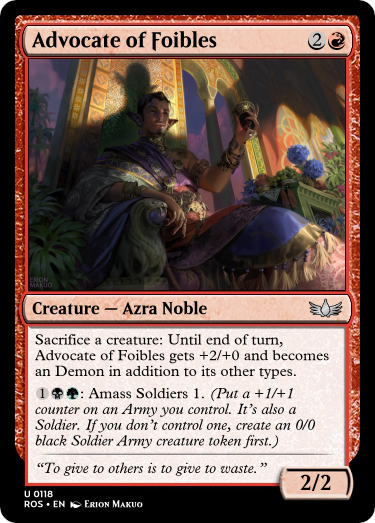 Advocate of Foibles 2
ERION
MAKUO
Creature — Azra Noble
Sacrifice a creature: Until end of turn,
Advocate of Foibles gets +2/+0 and becomes
an Demon in addition to its other types.
1: Amass Soldiers 1. (Put a +1/+1
counter on an Army you control. It's also a
Soldier. If you don't control one, create an 0/0
black Soldier Army creature token first.)
“To give to others is to give to waste.”
2/2
U 0118
ROS • EN Erion Makuo